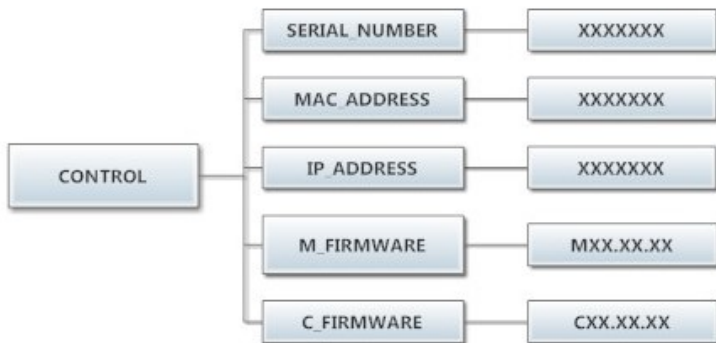 SERIAL_NUMBER XXXXXXX
MAC_ADDRESS XXXXXXX
IP_ADDRESS XXXXXXX
CONTROL
M_FIRMWARE MXX.XX.XX
C_FIRMWARE CXX.XX.XX